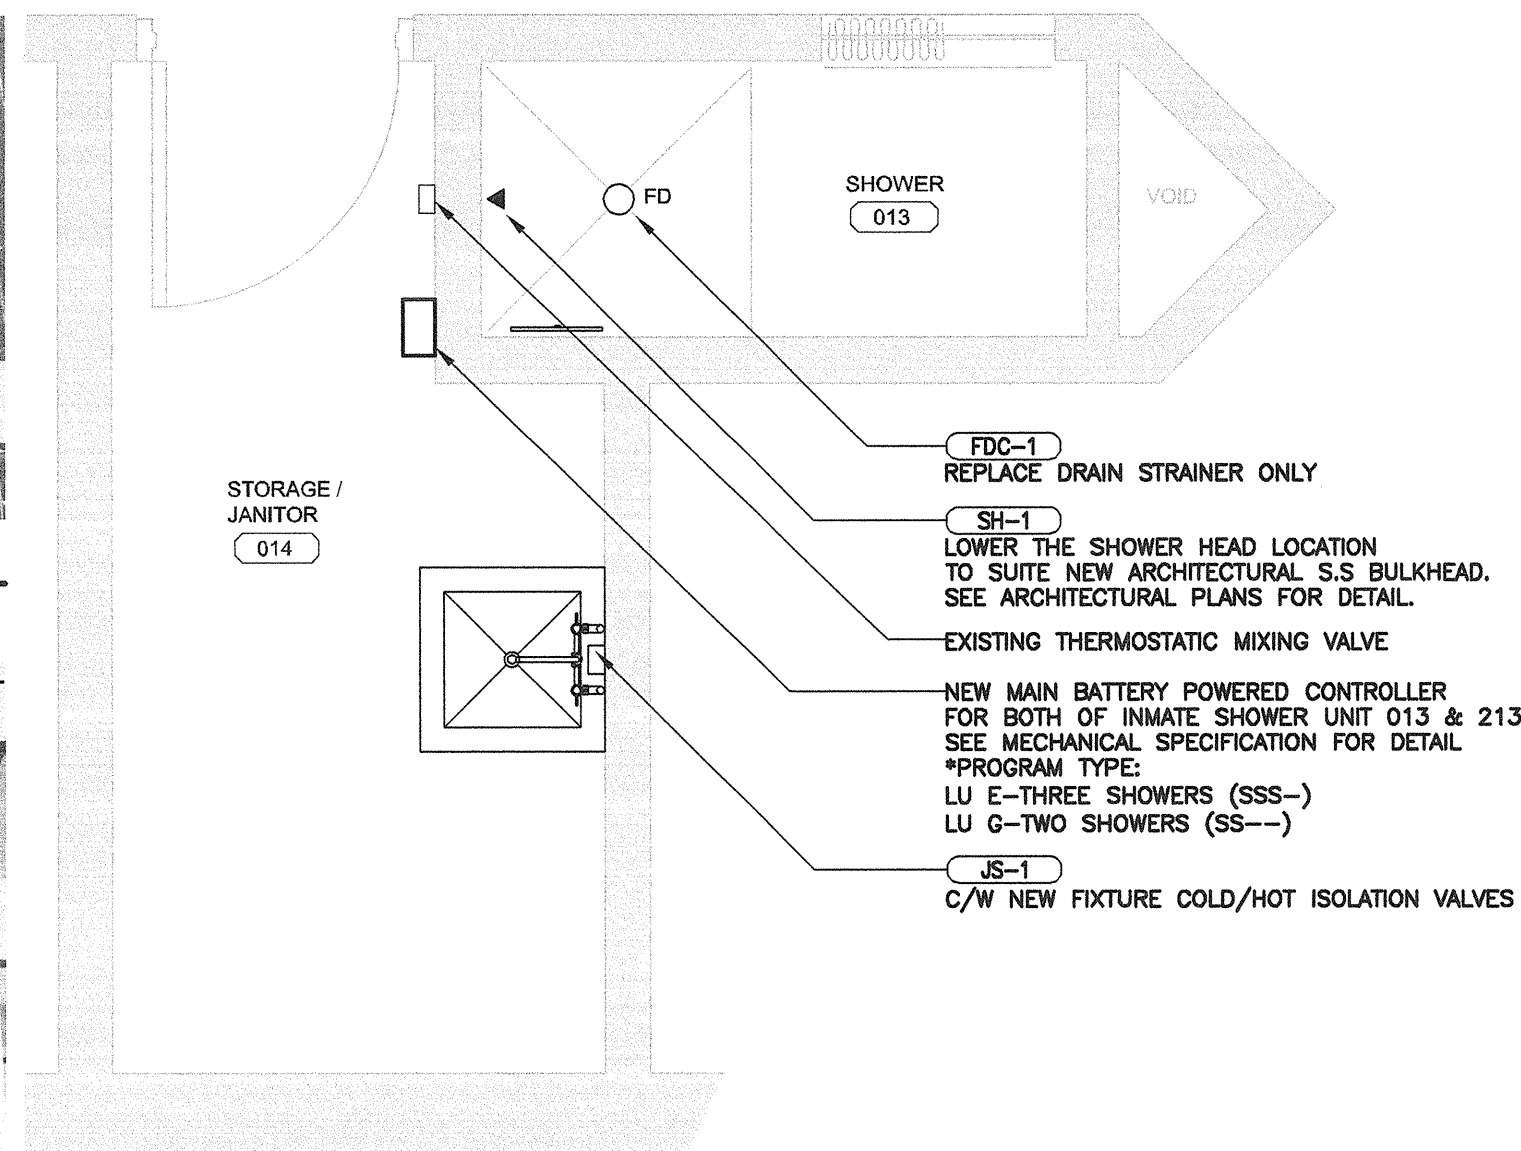 SHOWER
013
VOID
FD
STORAGE /
JANITOR
014
FDC-1
REPLACE DRAIN STRAINER ONLY
SH-1
LOWER THE SHOWER HEAD LOCATION
TO SUITE NEW ARCHITECTURAL S.S BULKHEAD.
SEE ARCHITECTURAL PLANS FOR DETAIL.
EXISTING THERMOSTATIC MIXING VALVE
NEW MAIN BATTERY POWERED CONTROLLER
FOR BOTH OF INMATE SHOWER UNIT 013 & 213
SEE MECHANICAL SPECIFICATION FOR DETAIL
*PROGRAM TYPE:
LU E-THREE SHOWERS (SSS-)
LU G-TWO SHOWERS (SS--)
JS-1
C/W NEW FIXTURE COLD/HOT ISOLATION VALVES